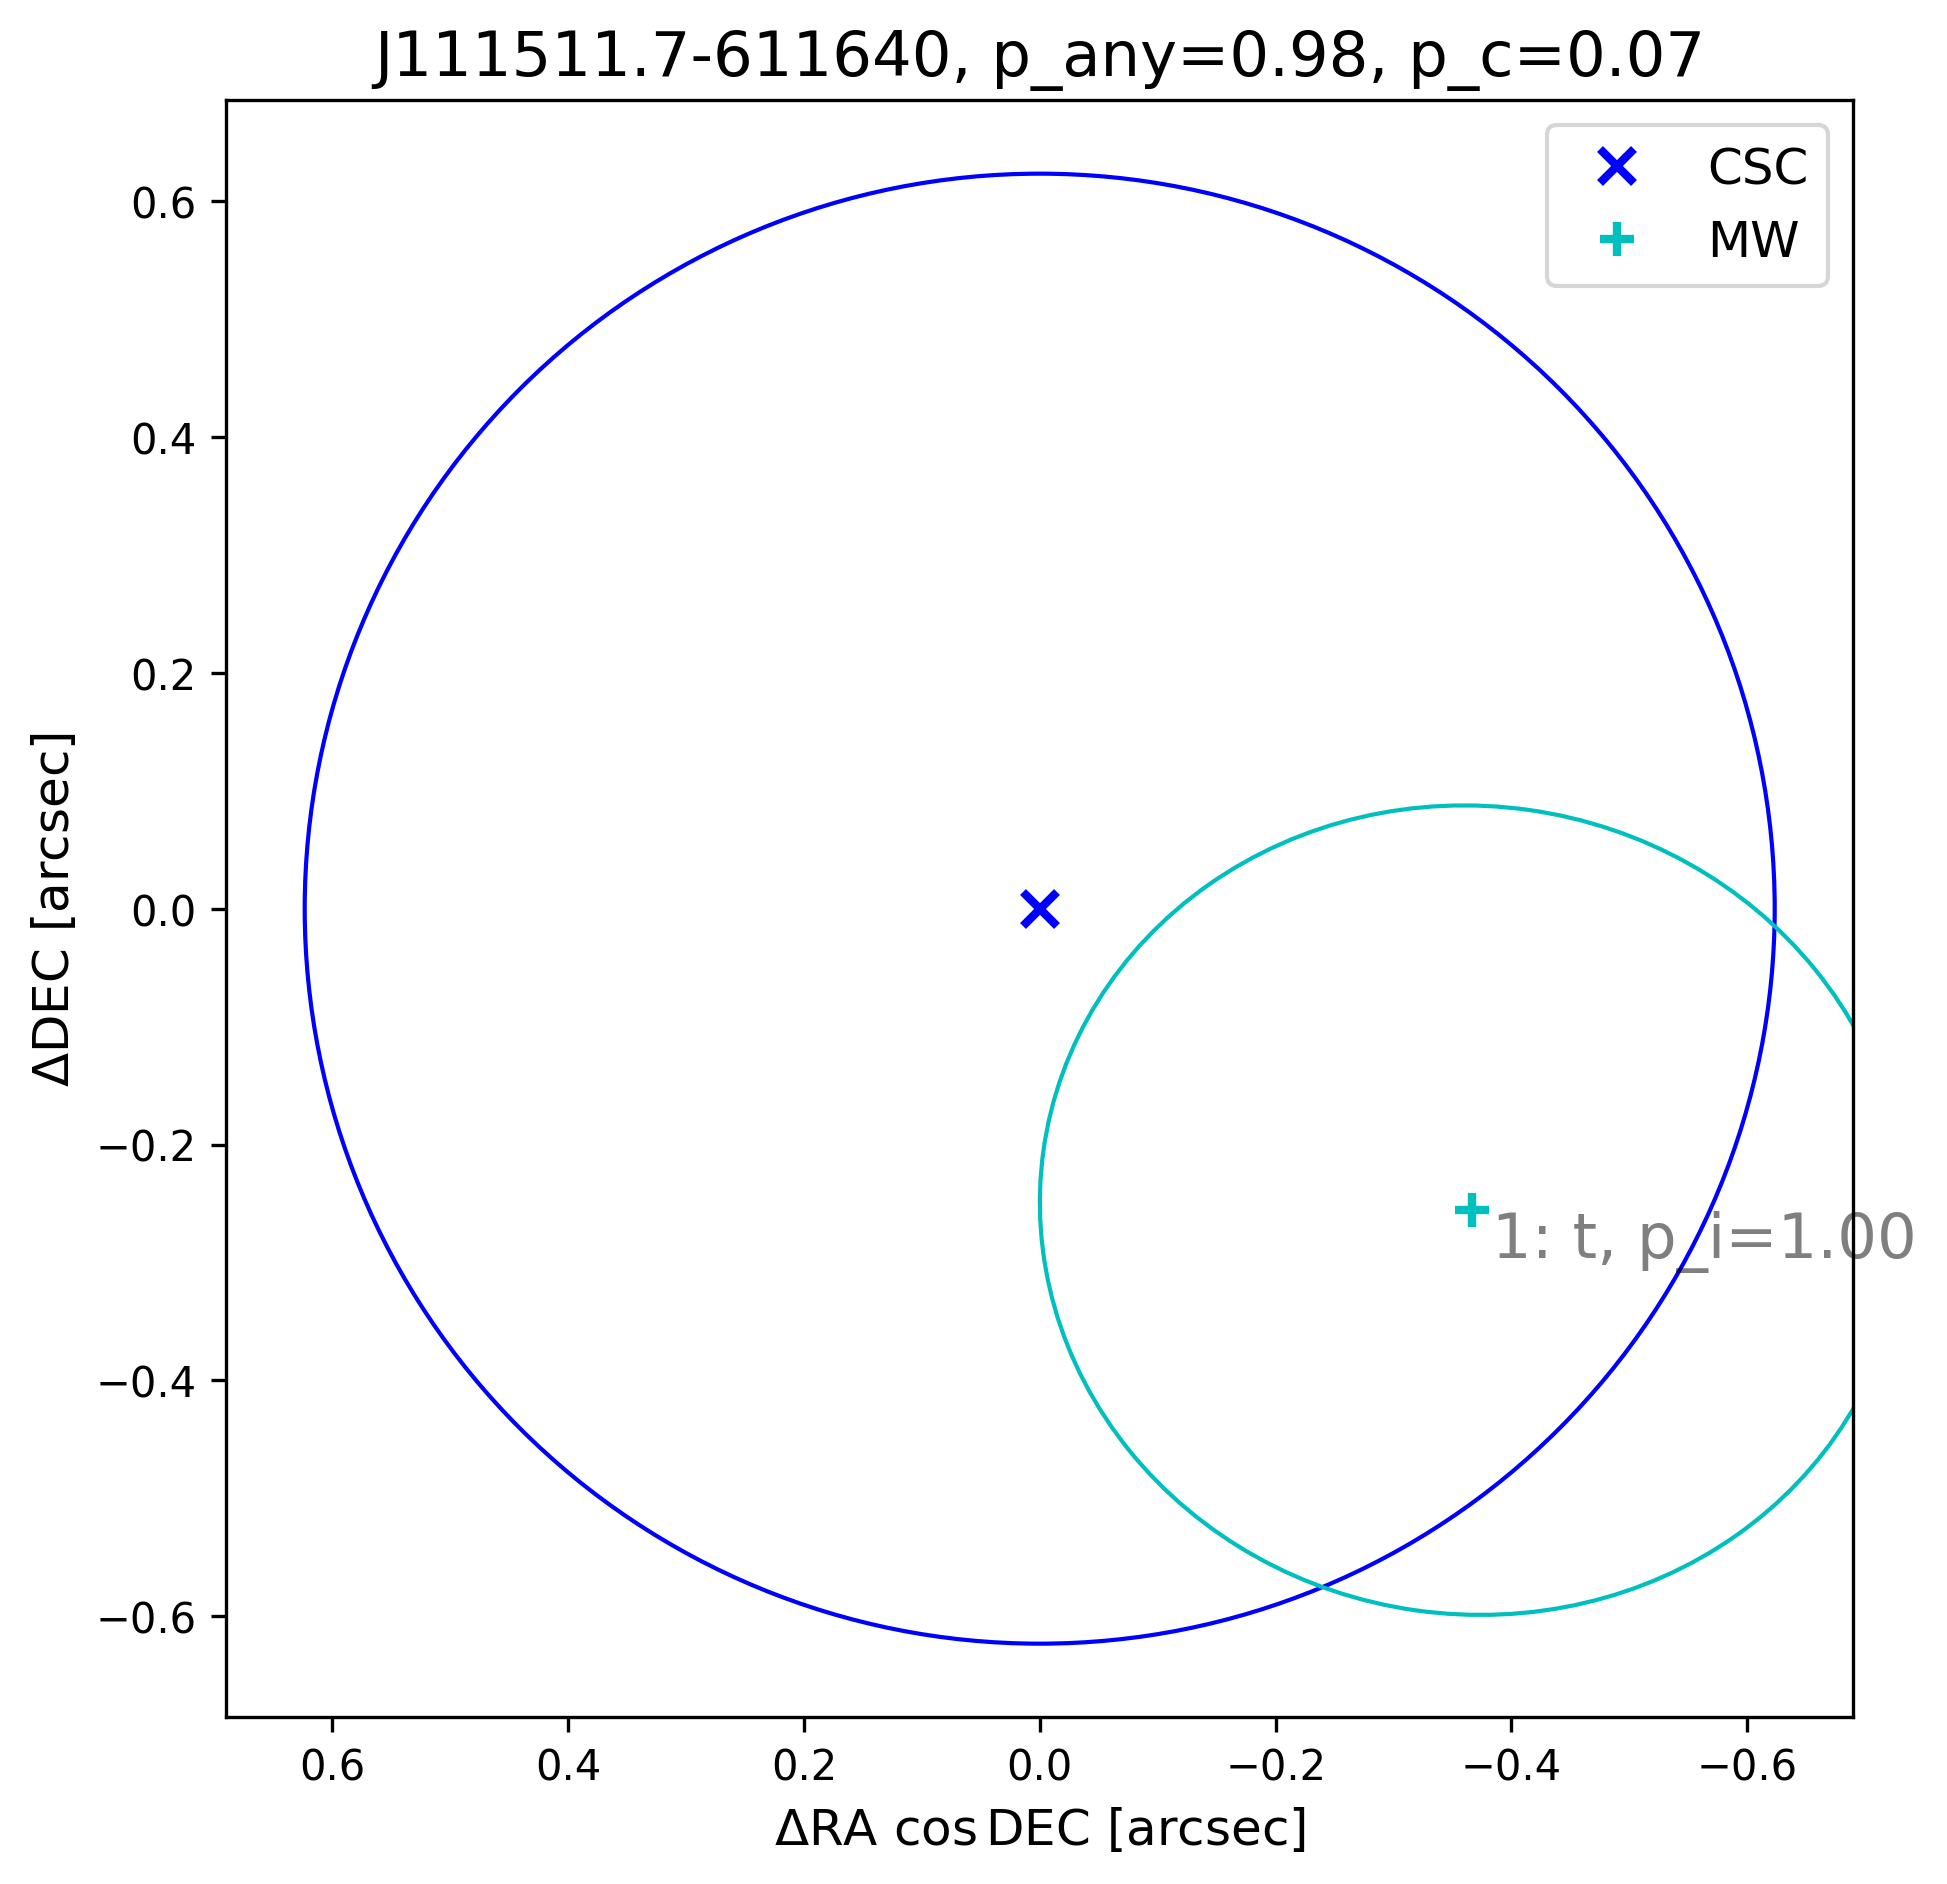 J111511.7-611640, p_any=0.98, p_c=0.07
CSC
MW
0.6
0.4
0.2
0.0
−0.2
−0.4
−0.6
ΔDEC [arcsec]
1: t, p_i=1.00
0.6
0.4
0.2
0.0
−0.2
−0.4
−0.6
ΔRA cos DEC [arcsec]